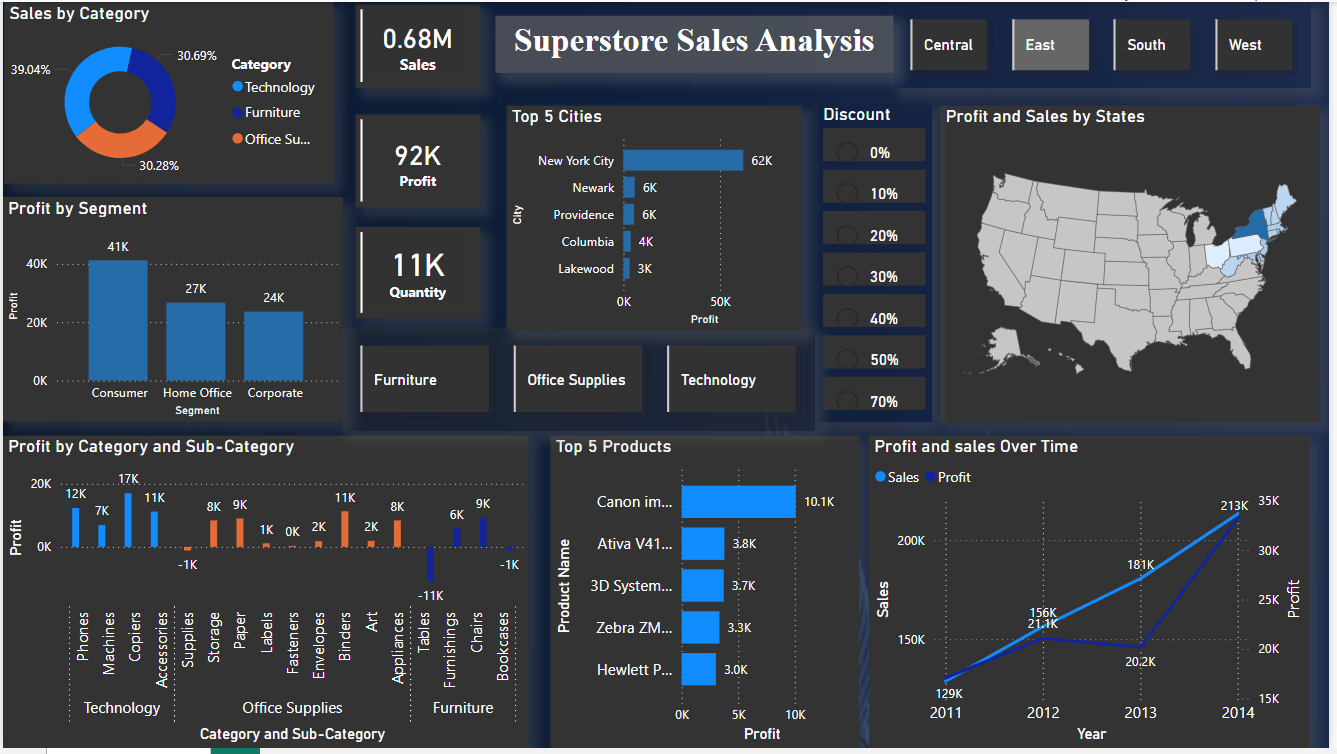 Sales by Category
39.04%
30.69%
30.28%
Category
Technology
Furniture
Office Su...
0.68M
Sales
92K
Profit
11K
Quantity
Superstore Sales Analysis
Central
East
South
West
Profit by Segment
Profit
40K
20K
0K
41K
27K
24K
Consumer
Home Office
Corporate
Segment
Top 5 Cities
City
New York City
62K
Newark
6K
Providence
6K
Columbia
4K
Lakewood
3K
0K
50K
Profit
Furniture
Office Supplies
Technology
Discount
0%
10%
20%
30%
40%
50%
70%
Profit and Sales by States
Profit by Category and Sub-Category
Profit
20K
0K
12K
7K
17K
11K
-1K
8K
9K
1K
0K
2K
11K
2K
8K
-11K
6K
9K
-1K
Phones
Machines
Copiers
Accessories
Supplies
Storage
Paper
Labels
Fasteners
Envelopes
Binders
Art
Appliances
Tables
Furnishings
Chairs
Bookcases
Technology
Office Supplies
Furniture
Category and Sub-Category
Top 5 Products
Product Name
Canon im...
10.1K
Ativa V41...
3.8K
3D System...
3.7K
Zebra ZM...
3.3K
Hewlett P...
3.0K
0K
5K
10K
Profit
Profit and sales Over Time
Sales
Profit
Sales
200K
150K
129K
156K
21.1K
181K
20.2K
213K
35K
30K
25K
20K
15K
Profit
2011
2012
2013
2014
Year